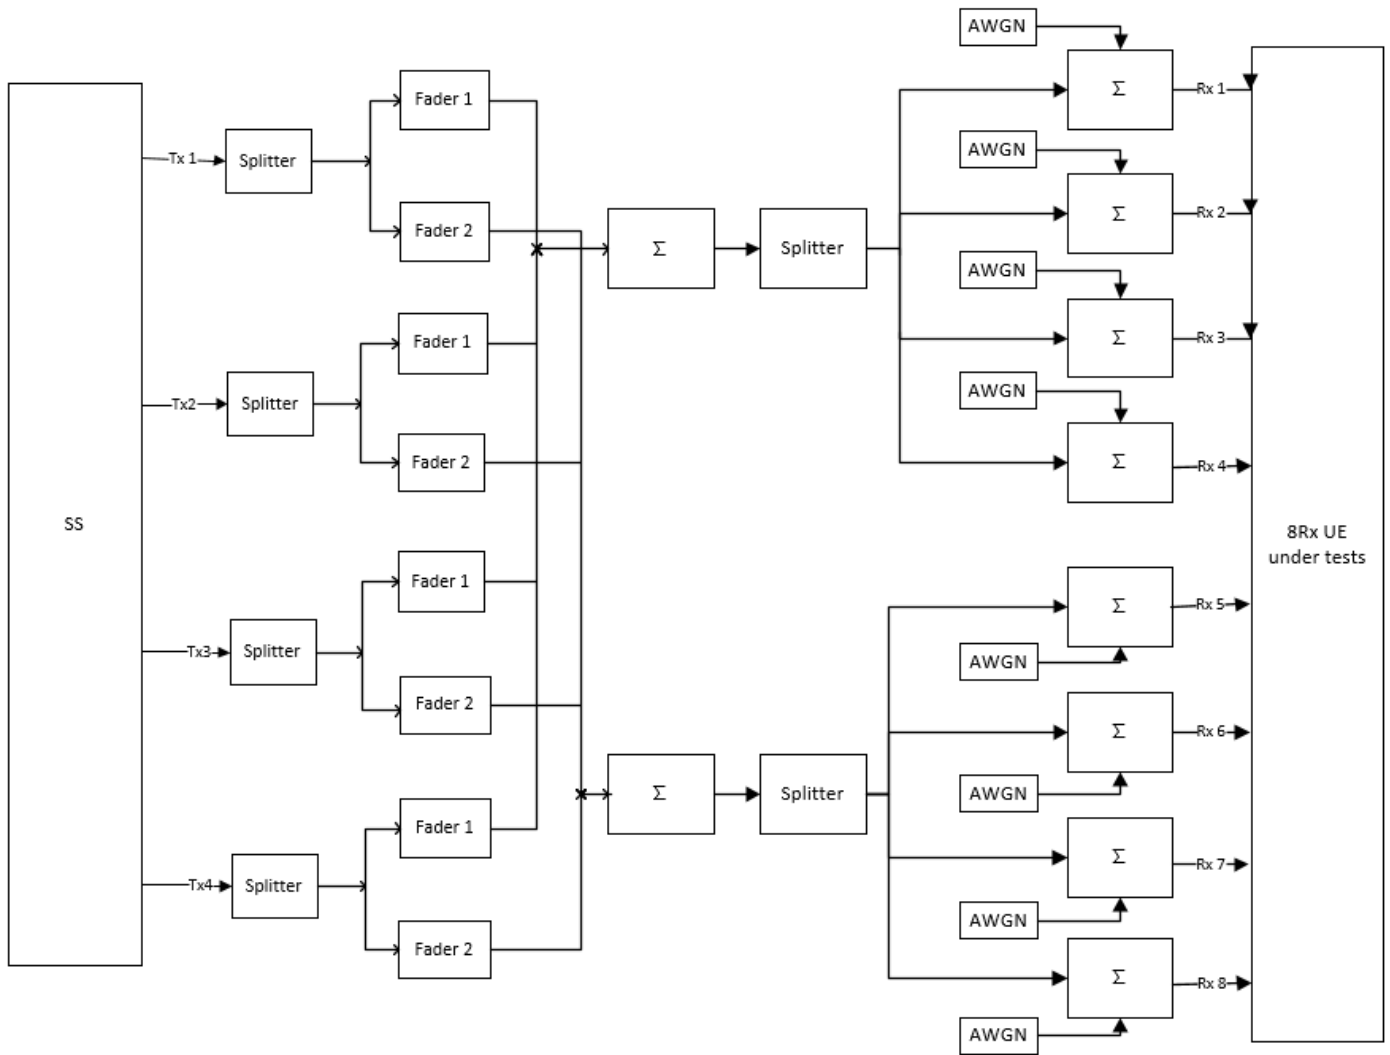 SS
Tx 1
Splitter
Fader 1
Fader 2
Tx2
Splitter
Fader 1
Fader 2
Tx3
Splitter
Fader 1
Fader 2
Tx4
Splitter
Fader 1
Fader 2
Σ
Splitter
Σ
Splitter
AWGN
Σ
Rx 1
AWGN
Σ
Rx 2
AWGN
Σ
Rx 3
AWGN
Σ
Rx 4
Σ
Rx 5
AWGN
Σ
Rx 6
AWGN
Σ
Rx 7
AWGN
Σ
Rx 8
AWGN
8Rx UE
under tests